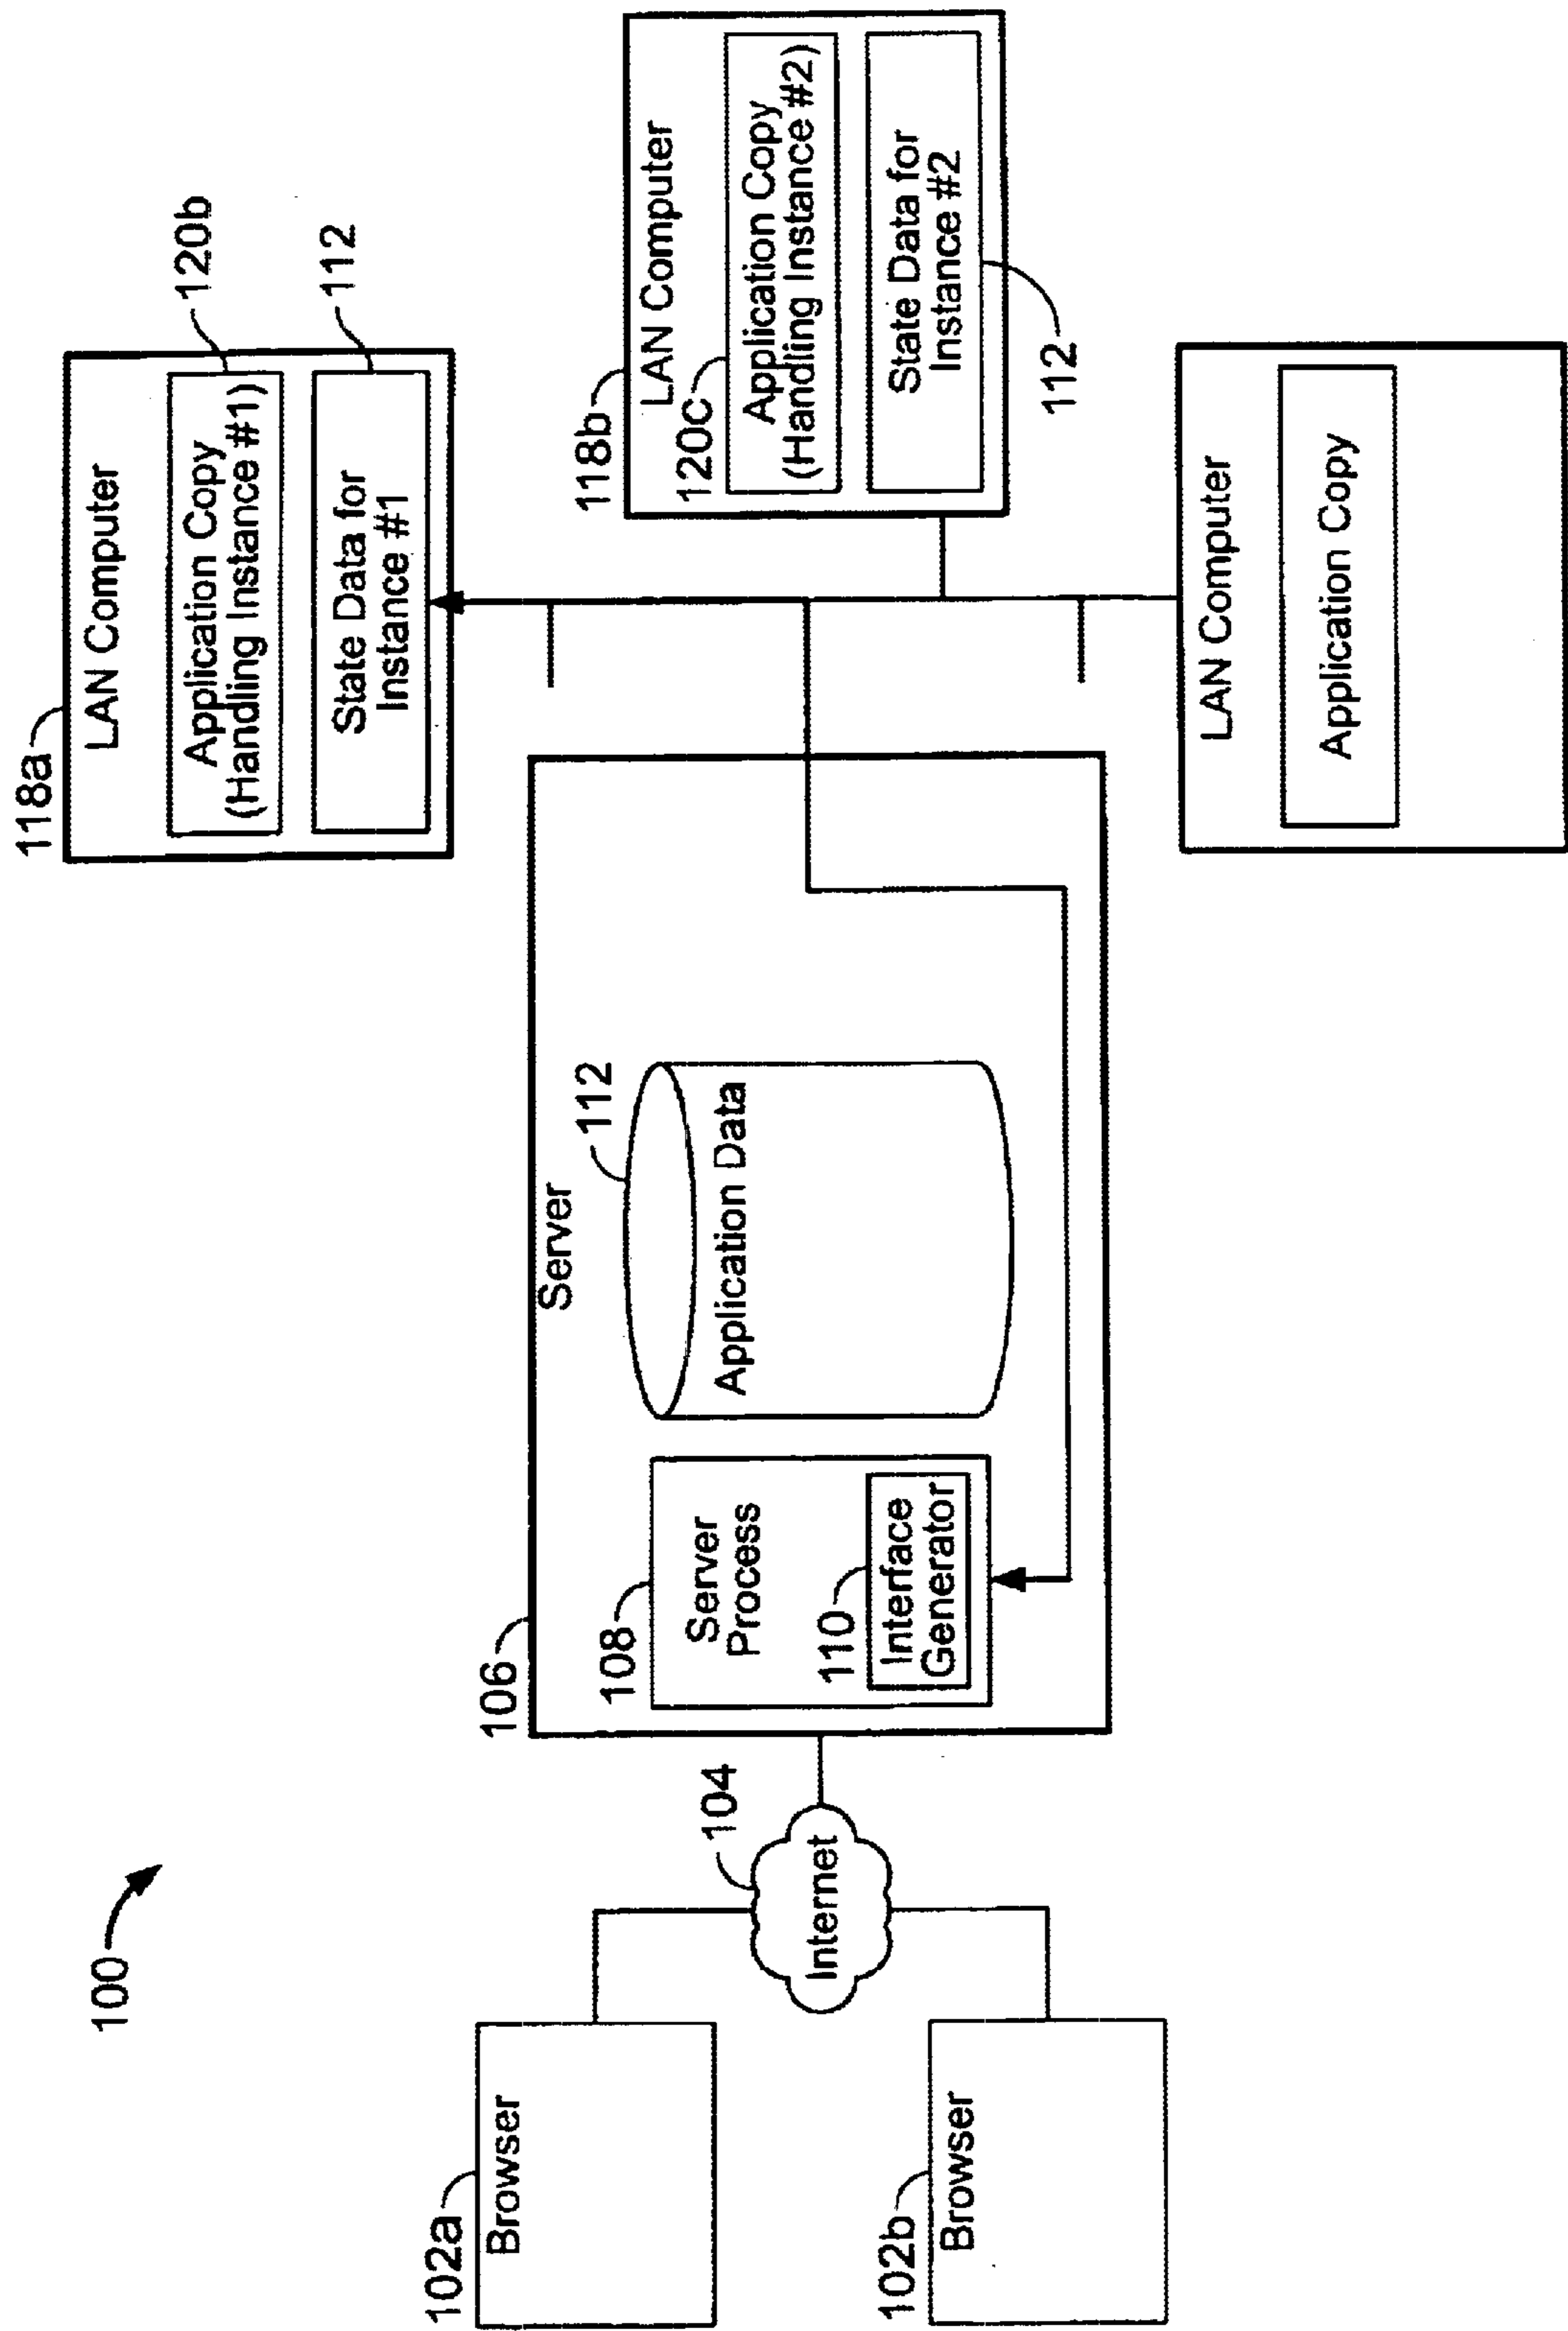 100
102a
Browser
102b
Browser
104
Internet
106
Server
108
Server
Process
110
Interface
Generator
112
Application Data
118a
LAN Computer
Application Copy
(Handling Instance #1)
120b
State Data for
Instance #1
112
118b
LAN Computer
120c
Application Copy
(Handling Instance #2)
State Data for
Instance #2
112
LAN Computer
Application Copy